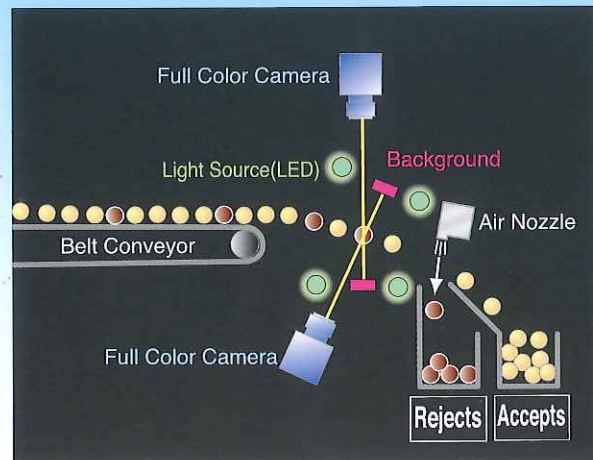 Full Color Camera
Light Source(LED)
Background
Air Nozzle
Belt Conveyor
Full Color Camera
Rejects
Accepts